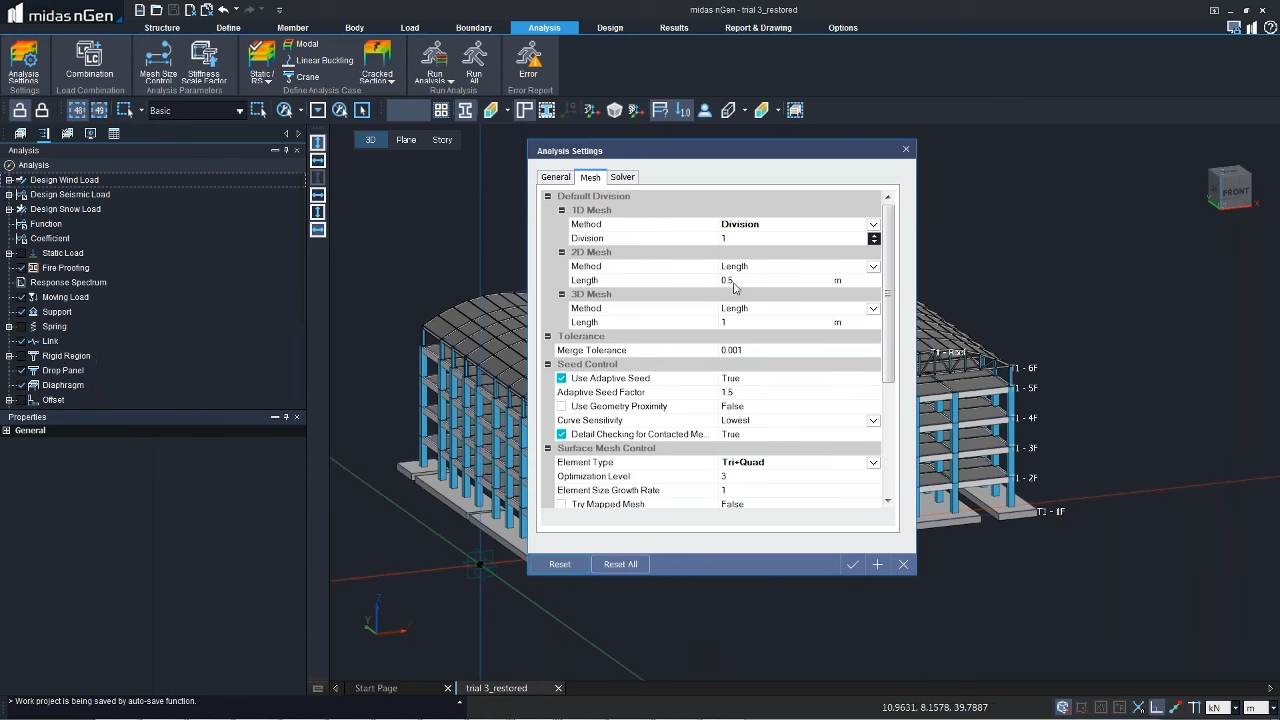 midas nGen
midas nGen - trial 3_restored
Structure Define Member Body Load Boundary Analysis Design Results Report & Drawing Options
Analysis Settings
Combination
Mesh Size Control
Stiffness Scale Factor
Static / RS
Modal
Linear Buckling
Crane
Cracked Section
Run Analysis
Run All
Error
Settings Load Combination Analysis Parameters Define Analysis Case Run Analysis Error Report
Basic
3D Plane Story
Analysis
Analysis
Design Wind Load
Design Seismic Load
Design Snow Load
Function
Coefficient
Static Load
Fire Proofing
Response Spectrum
Moving Load
Support
Spring
Link
Rigid Region
Drop Panel
Diaphragm
Offset
Properties
General
Analysis Settings
General Mesh Solver
Default Division
1D Mesh
Method Division
Division 1
2D Mesh
Method Length
Length 0.5 m
3D Mesh
Method Length
Length 1 m
Tolerance
Merge Tolerance 0.001
Seed Control
Use Adaptive Seed True
Adaptive Seed Factor 1.5
Use Geometry Proximity False
Curve Sensitivity Lowest
Detail Checking for Contacted Me... True
Surface Mesh Control
Element Type Tri+Quad
Optimization Level 3
Element Size Growth Rate 1
Try Mapped Mesh False
Reset Reset All
FRONT
T1 - Roof
T1 - 6F
T1 - 5F
T1 - 4F
T1 - 3F
T1 - 2F
T1 - 1F
Z
Y
X
Start Page trial 3_restored
> Work project is being saved by auto-save function.
10.9631, 8.1578, 39.7887
kN m